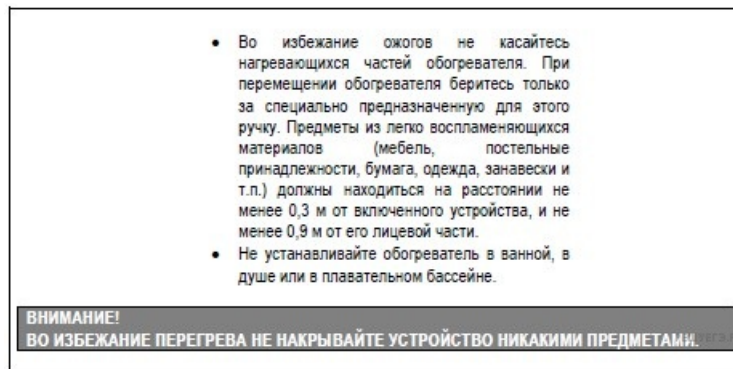 • Во избежание ожогов не касайтесь
нагревающихся частей обогревателя. При
перемещении обогревателя беритесь только
за специально предназначенную для этого
ручку. Предметы из легко воспламеняющихся
материалов (мебель, постельные
принадлежности, бумага, одежда, занавески и
т.п.) должны находиться на расстоянии не
менее 0,3 м от включенного устройства, и не
менее 0,9 м от его лицевой части.
• Не устанавливайте обогреватель в ванной, в
душе или в плавательном бассейне.
ВНИМАНИЕ!
ВО ИЗБЕЖАНИЕ ПЕРЕГРЕВА НЕ НАКРЫВАЙТЕ УСТРОЙСТВО НИКАКИМИ ПРЕДМЕТАМИ.